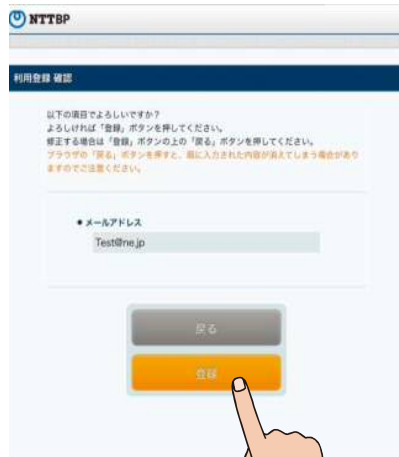 NTTBP
利用登録 確認
以下の項目でよろしいですか？
よろしければ「登録」ボタンを押してください。
修正する場合は「登録」ボタンの上の「戻る」ボタンを押してください。
ブラウザの「戻る」ボタンを押すと、既に入力された内容が消えてしまう場合があり
ますのでご注意ください。
● メールアドレス
Test@ne.jp
戻る
登録